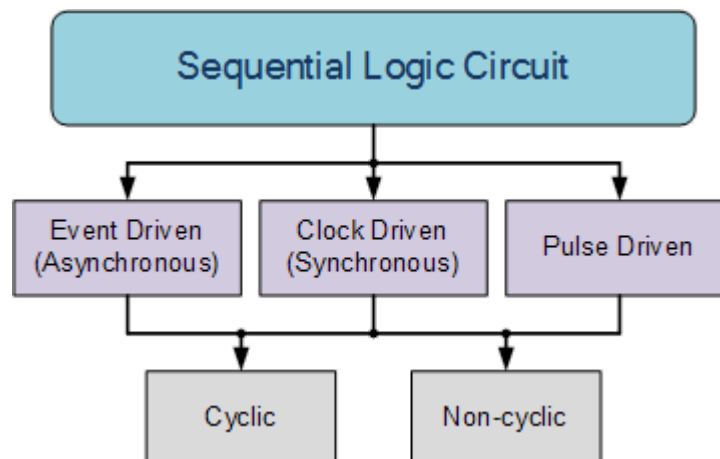 Sequential Logic Circuit
Event Driven
(Asynchronous)
Clock Driven
(Synchronous)
Pulse Driven
Cyclic
Non-cyclic